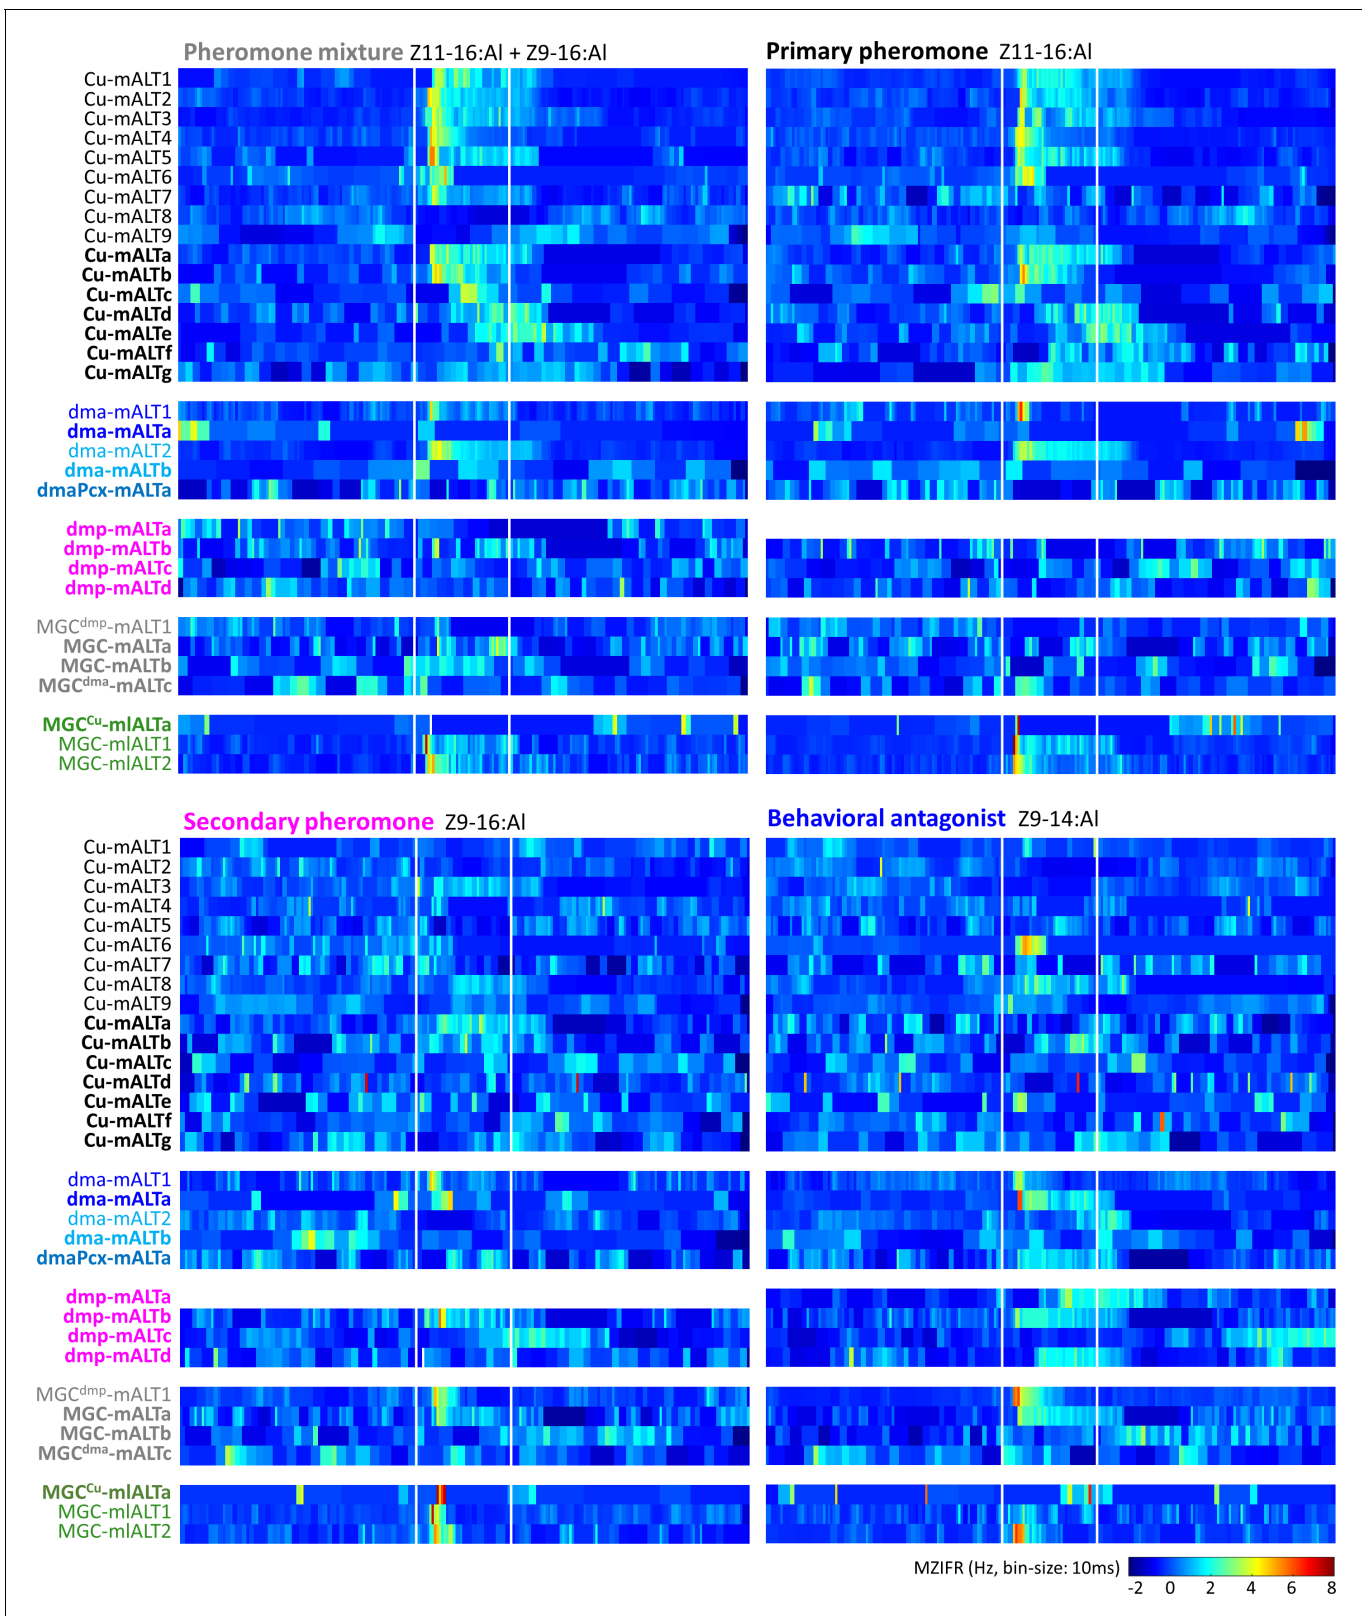 Pheromone mixture Z11-16:Al + Z9-16:Al
Primary pheromone Z11-16:Al
Cu-mALT1
Cu-mALT2
Cu-mALT3
Cu-mALT4
Cu-mALT5
Cu-mALT6
Cu-mALT7
Cu-mALT8
Cu-mALT9
Cu-mALTa
Cu-mALTb
Cu-mALTc
Cu-mALTd
Cu-mALTe
Cu-mALTf
Cu-mALTg
dma-mALT1
dma-mALTa
dma-mALT2
dma-mALTb
dmaPcx-mALTa
dmp-mALTa
dmp-mALTb
dmp-mALTc
dmp-mALTd
MGCdmp-mALT1
MGC-mALTa
MGC-mALTb
MGCdma-mALTc
MGCCu-mlALTa
MGC-mlALT1
MGC-mlALT2
Secondary pheromone Z9-16:Al
Behavioral antagonist Z9-14:Al
Cu-mALT1
Cu-mALT2
Cu-mALT3
Cu-mALT4
Cu-mALT5
Cu-mALT6
Cu-mALT7
Cu-mALT8
Cu-mALT9
Cu-mALTa
Cu-mALTb
Cu-mALTc
Cu-mALTd
Cu-mALTe
Cu-mALTf
Cu-mALTg
dma-mALT1
dma-mALTa
dma-mALT2
dma-mALTb
dmaPcx-mALTa
dmp-mALTa
dmp-mALTb
dmp-mALTc
dmp-mALTd
MGCdmp-mALT1
MGC-mALTa
MGC-mALTb
MGCdma-mALTc
MGCCu-mlALTa
MGC-mlALT1
MGC-mlALT2
MZIFR (Hz, bin-size: 10ms)
-2 0 2 4 6 8